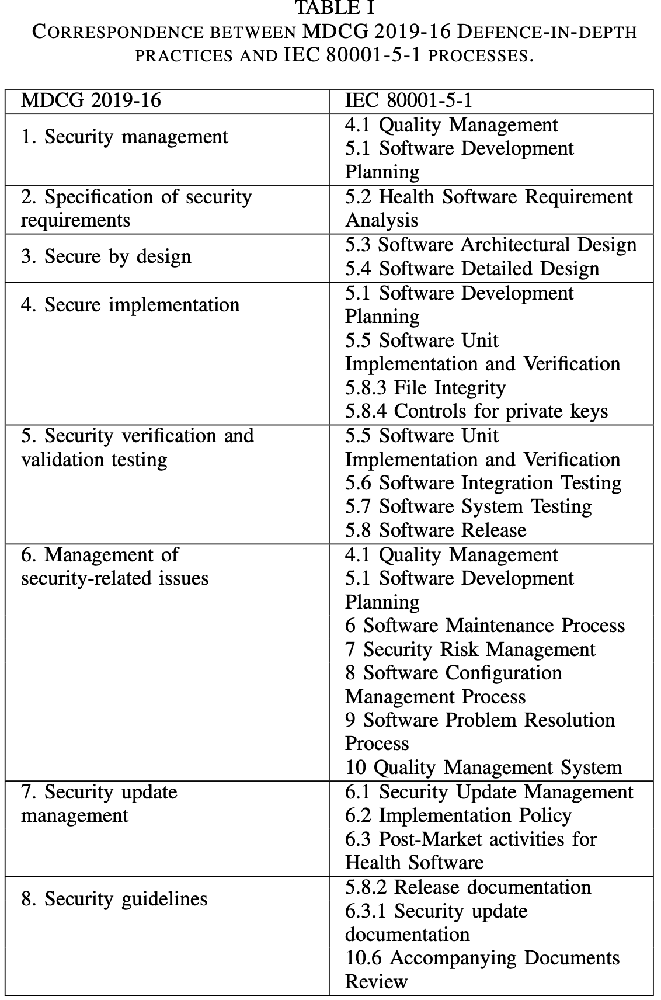 TABLE I
CORRESPONDENCE BETWEEN MDCG 2019-16 DEFENCE-IN-DEPTH
PRACTICES AND IEC 80001-5-1 PROCESSES.
MDCG 2019-16
IEC 80001-5-1
1. Security management
4.1 Quality Management
5.1 Software Development
Planning
2. Specification of security
requirements
5.2 Health Software Requirement
Analysis
3. Secure by design
5.3 Software Architectural Design
5.4 Software Detailed Design
4. Secure implementation
5.1 Software Development
Planning
5.5 Software Unit
Implementation and Verification
5.8.3 File Integrity
5.8.4 Controls for private keys
5. Security verification and
validation testing
5.5 Software Unit
Implementation and Verification
5.6 Software Integration Testing
5.7 Software System Testing
5.8 Software Release
6. Management of
security-related issues
4.1 Quality Management
5.1 Software Development
Planning
6 Software Maintenance Process
7 Security Risk Management
8 Software Configuration
Management Process
9 Software Problem Resolution
Process
10 Quality Management System
7. Security update
management
6.1 Security Update Management
6.2 Implementation Policy
6.3 Post-Market activities for
Health Software
8. Security guidelines
5.8.2 Release documentation
6.3.1 Security update
documentation
10.6 Accompanying Documents
Review